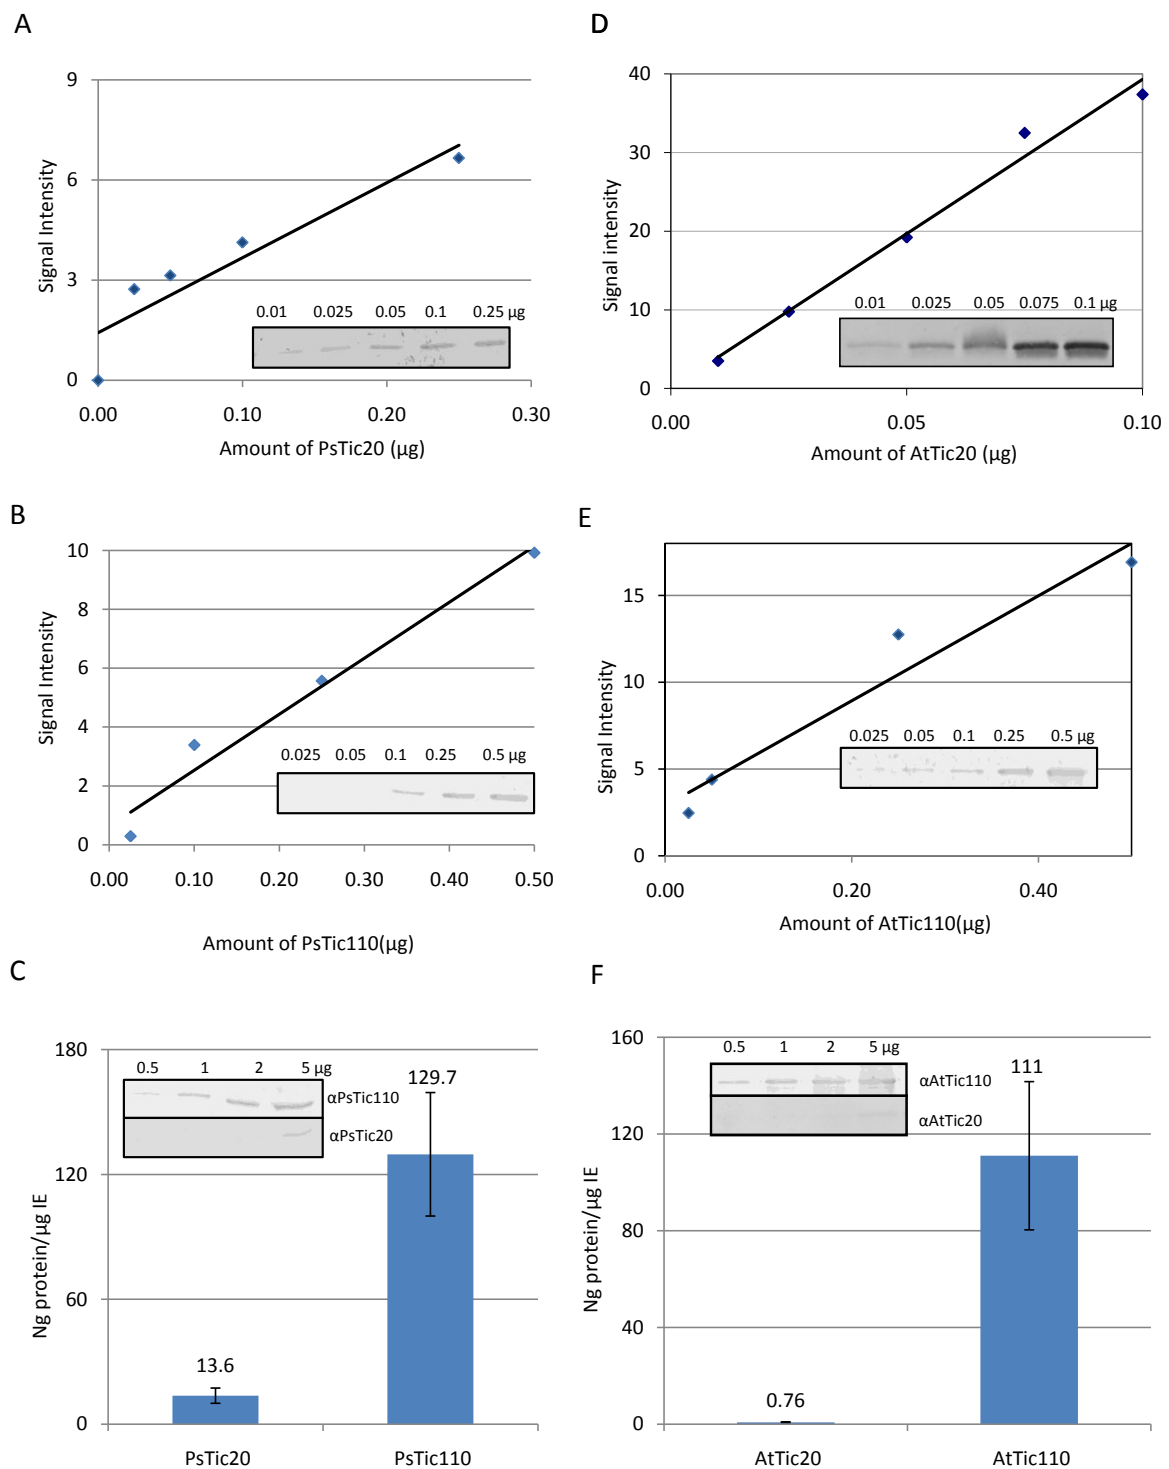 A
9
6
3
0
Signal Intensity
0.01 0.025 0.05 0.1 0.25 µg
0.00 0.10 0.20 0.30
Amount of PsTic20 (µg)
D
40
30
20
10
0
Signal intensity
0.01 0.025 0.05 0.075 0.1 µg
0.00 0.05 0.10
Amount of AtTic20 (µg)
B
10
8
6
4
2
0
Signal Intensity
0.025 0.05 0.1 0.25 0.5 µg
0.00 0.10 0.20 0.30 0.40 0.50
Amount of PsTic110(µg)
E
15
10
5
0
Signal Intensity
0.025 0.05 0.1 0.25 0.5 µg
0.00 0.20 0.40
Amount of AtTic110(µg)
C
180
120
60
0
Ng protein/µg IE
0.5 1 2 5 µg
αPsTic110
αPsTic20
129.7
13.6
PsTic20 PsTic110
F
160
120
80
40
0
Ng protein/µg IE
0.5 1 2 5 µg
αAtTic110
αAtTic20
111
0.76
AtTic20 AtTic110